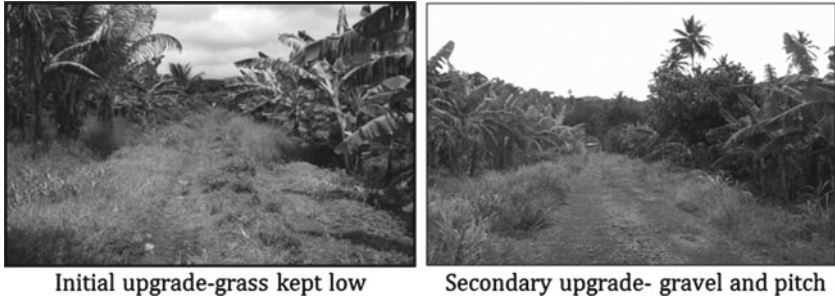 Initial upgrade-grass kept low
Secondary upgrade- gravel and pitch